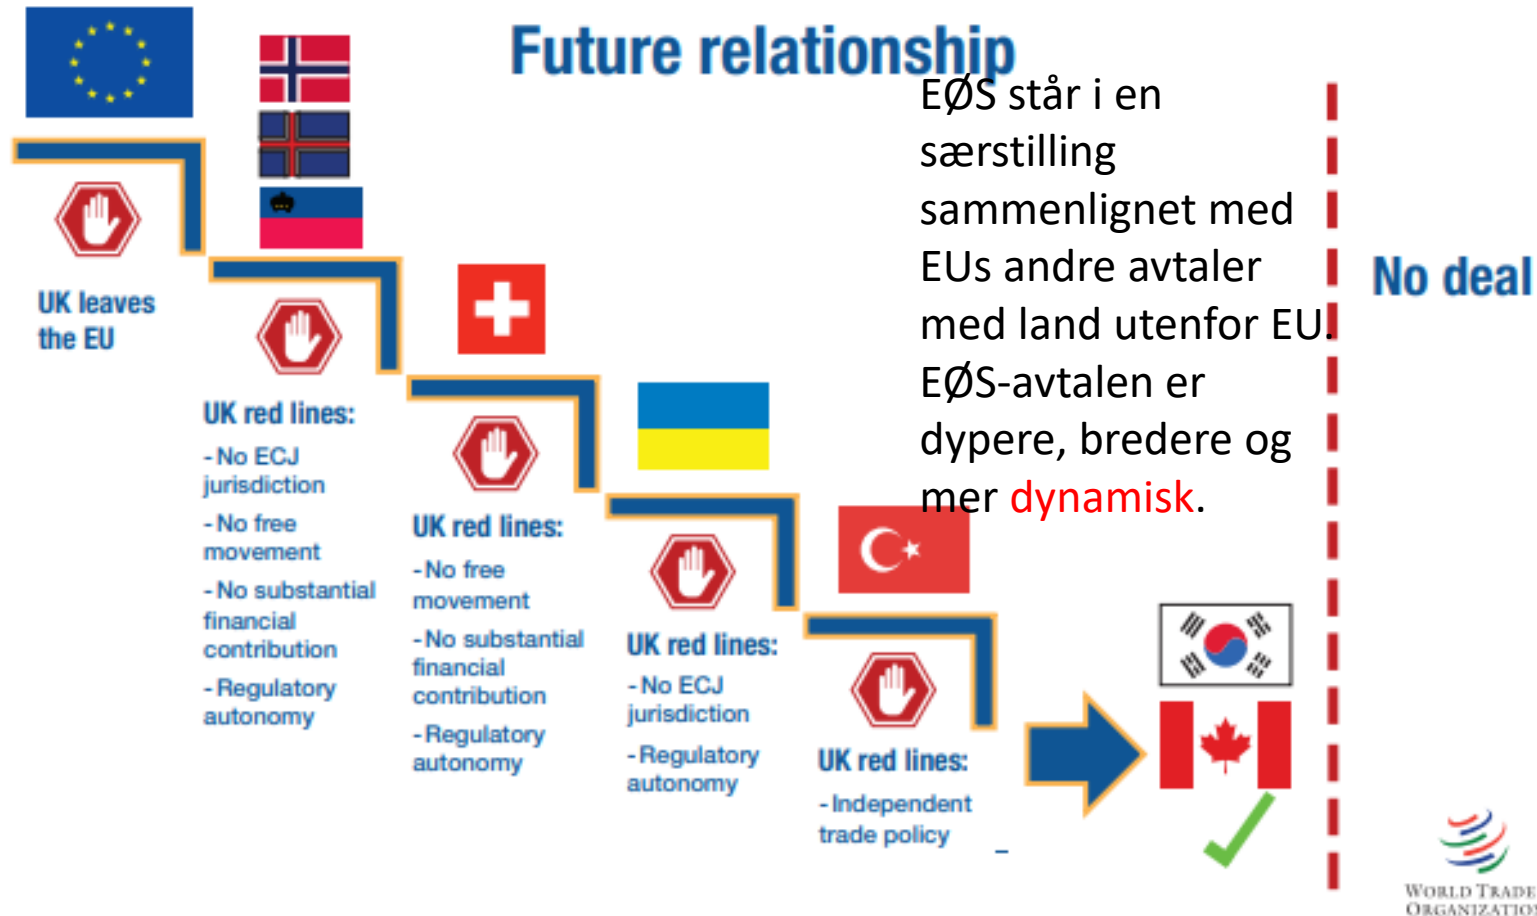 Future relationship
EØS står i en
særstilling
sammenlignet med
EUs andre avtaler
med land utenfor EU.
EØS-avtalen er
dypere, bredere og
mer dynamisk.
No deal
UK leaves
the EU
UK red lines:
- No ECJ
jurisdiction
- No free
movement
- No substantial
financial
contribution
- Regulatory
autonomy
UK red lines:
- No free
movement
- No substantial
financial
contribution
- Regulatory
autonomy
UK red lines:
- No ECJ
jurisdiction
- Regulatory
autonomy
UK red lines:
- Independent
trade policy
–
WORLD TRADE
ORGANIZATION